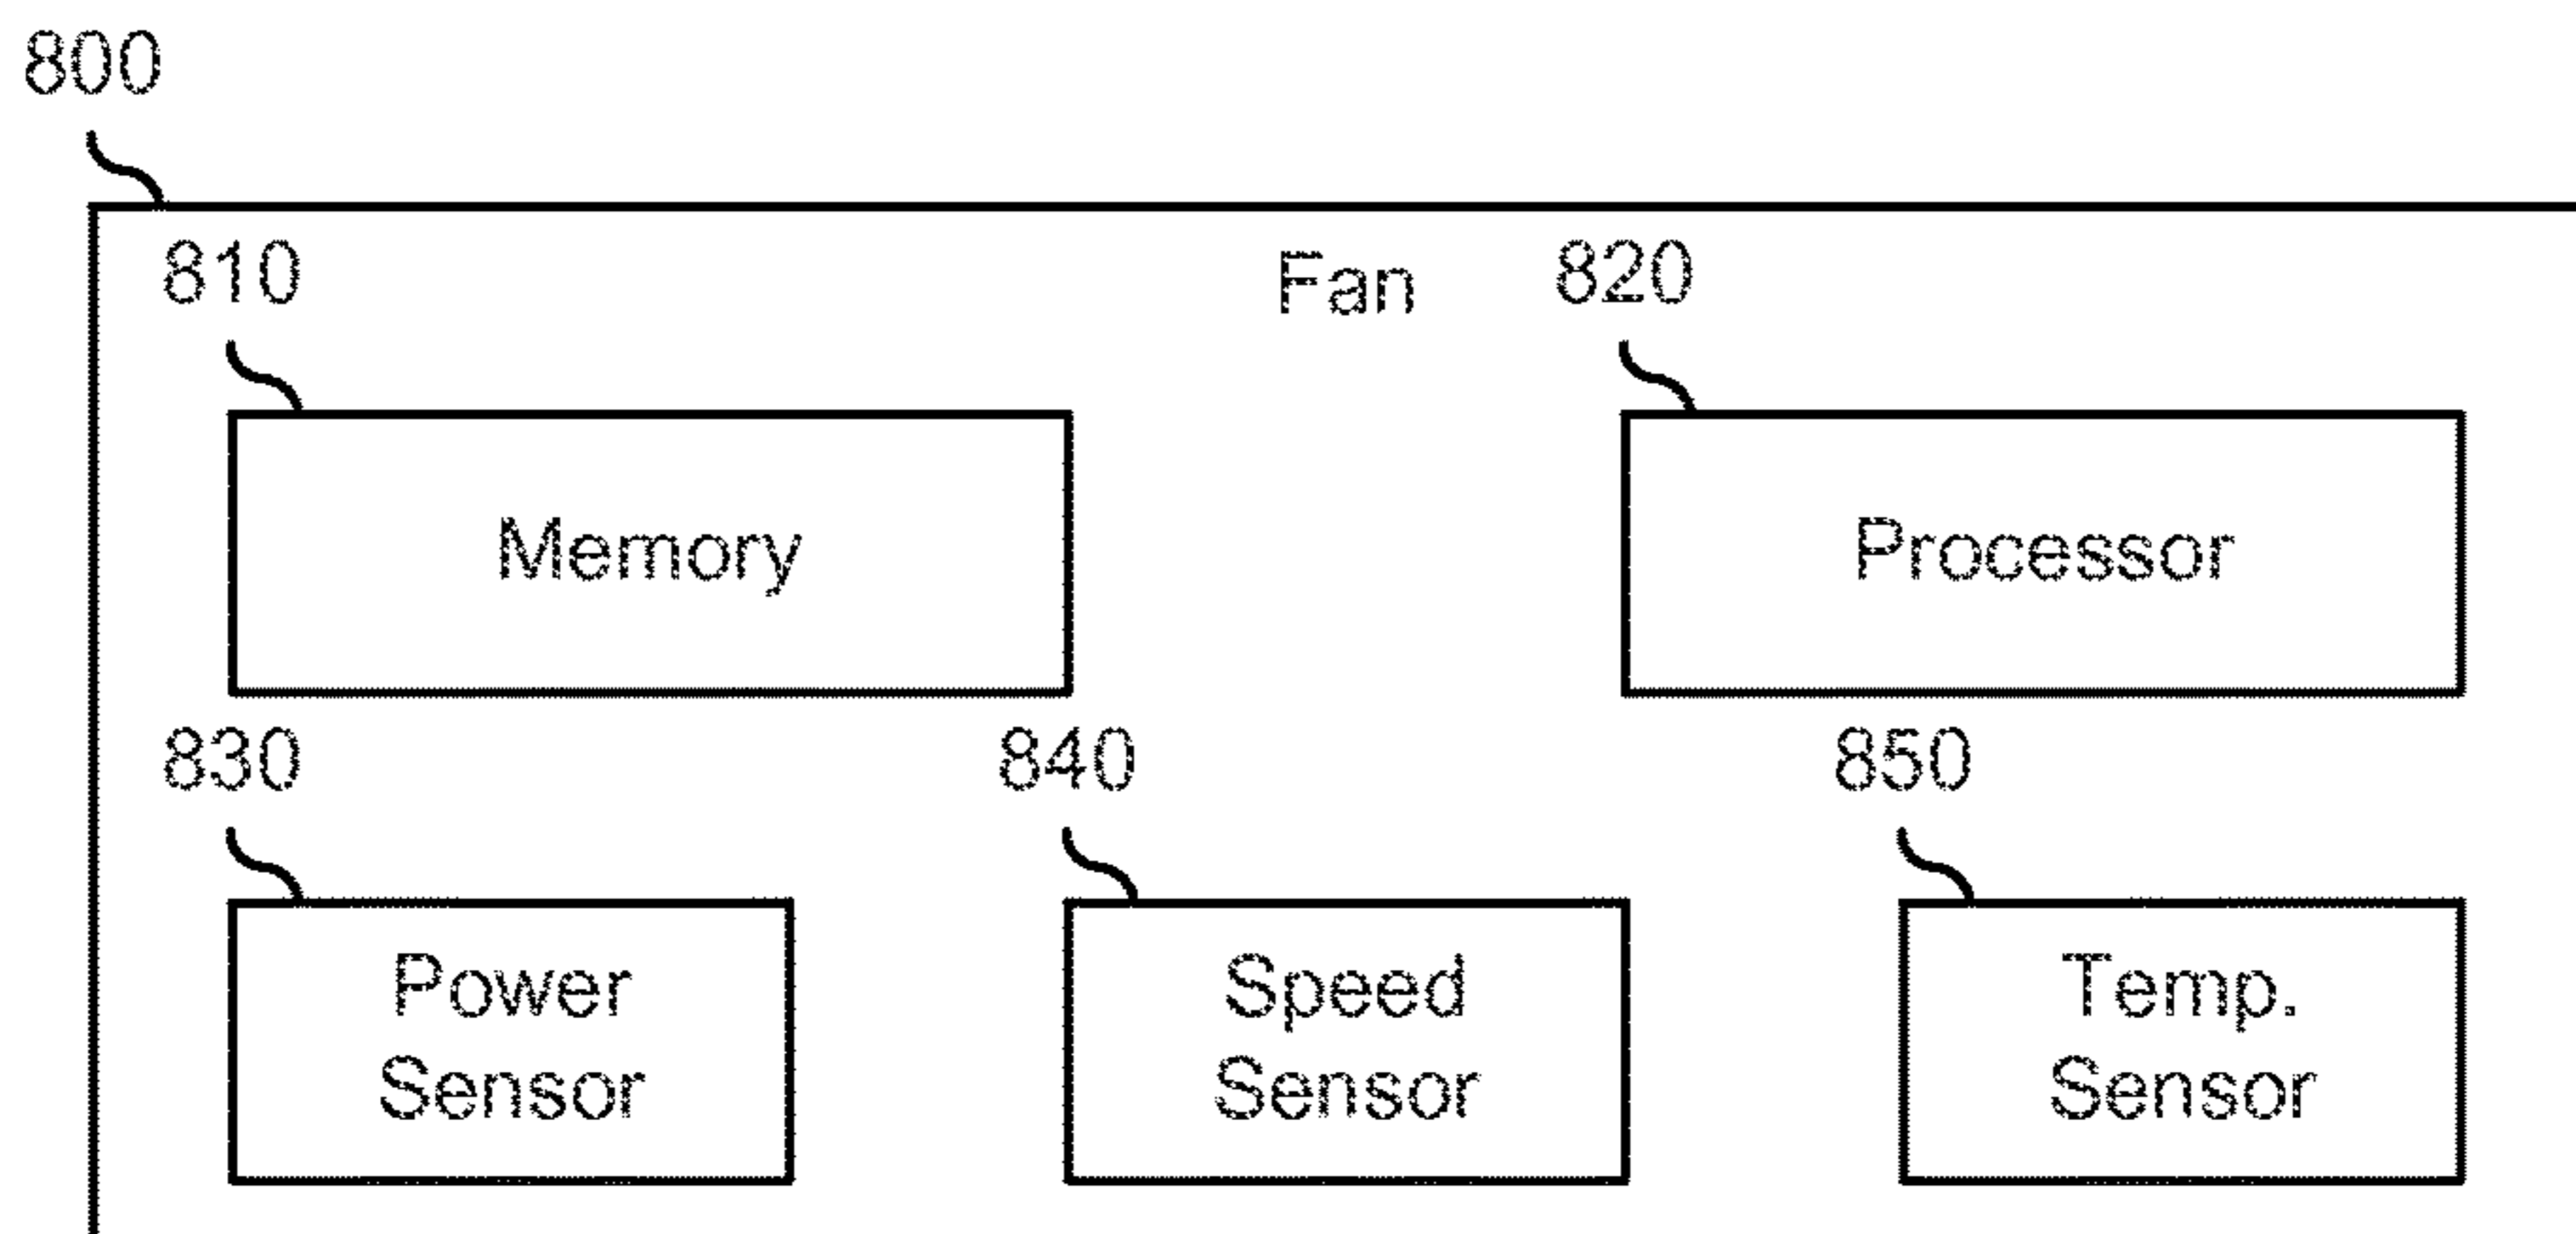 800
Fan
810
820
Memory
Processor
830
840
850
Power
Sensor
Speed
Sensor
Temp.
Sensor